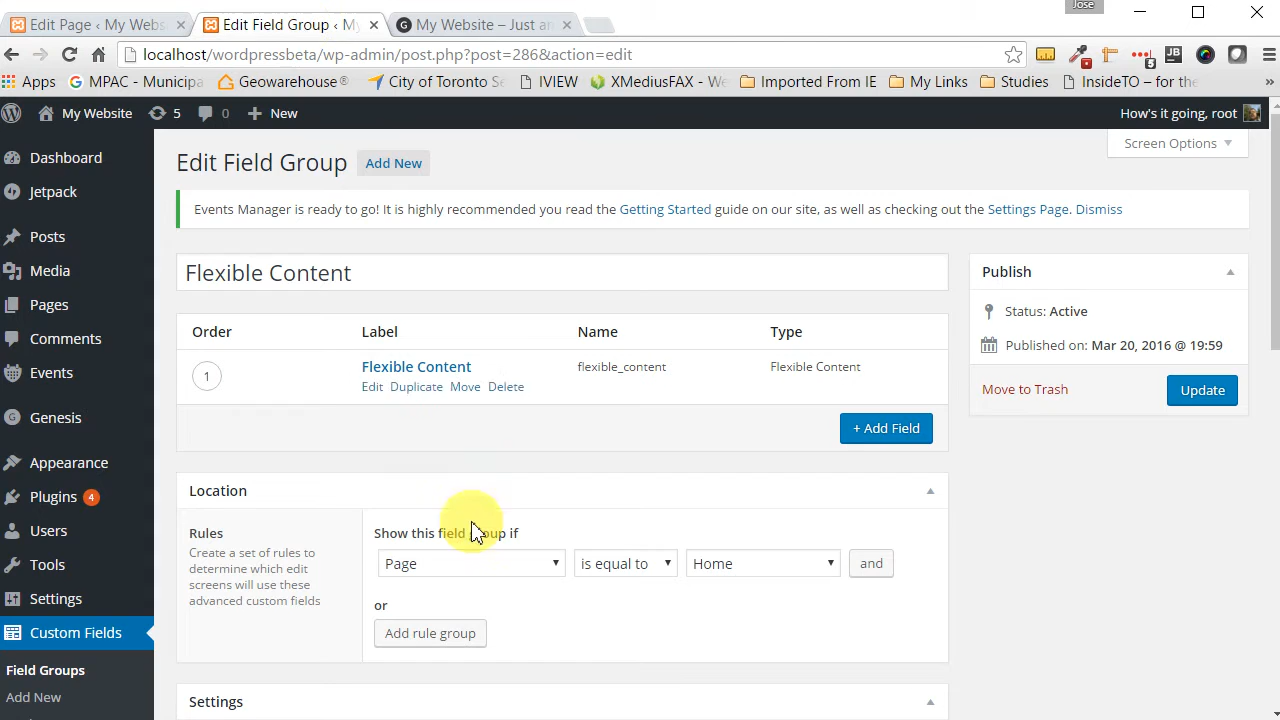 Jose
Edit Page ‹ My Webs
Edit Field Group ‹ My
My Website – Just an
localhost/wordpressbeta/wp-admin/post.php?post=286&action=edit
Apps MPAC - Municipa Geowarehouse® City of Toronto IVIEW XMediusFAX - We Imported From IE My Links Studies InsideTO – for the »
My Website 5 0 New How's it going, root
Screen Options
Dashboard
Jetpack
Posts
Media
Pages
Comments
Events
Genesis
Appearance
Plugins 4
Users
Tools
Settings
Custom Fields
Field Groups
Add New
Edit Field Group Add New
Events Manager is ready to go! It is highly recommended you read the Getting Started guide on our site, as well as checking out the Settings Page. Dismiss
Flexible Content
Order Label Name Type
1 Flexible Content flexible_content Flexible Content
Edit Duplicate Move Delete
+ Add Field
Location
Rules
Create a set of rules to
determine which edit
screens will use these
advanced custom fields
Show this field group if
Page is equal to Home and
or
Add rule group
Settings
Publish
Status: Active
Published on: Mar 20, 2016 @ 19:59
Move to Trash Update